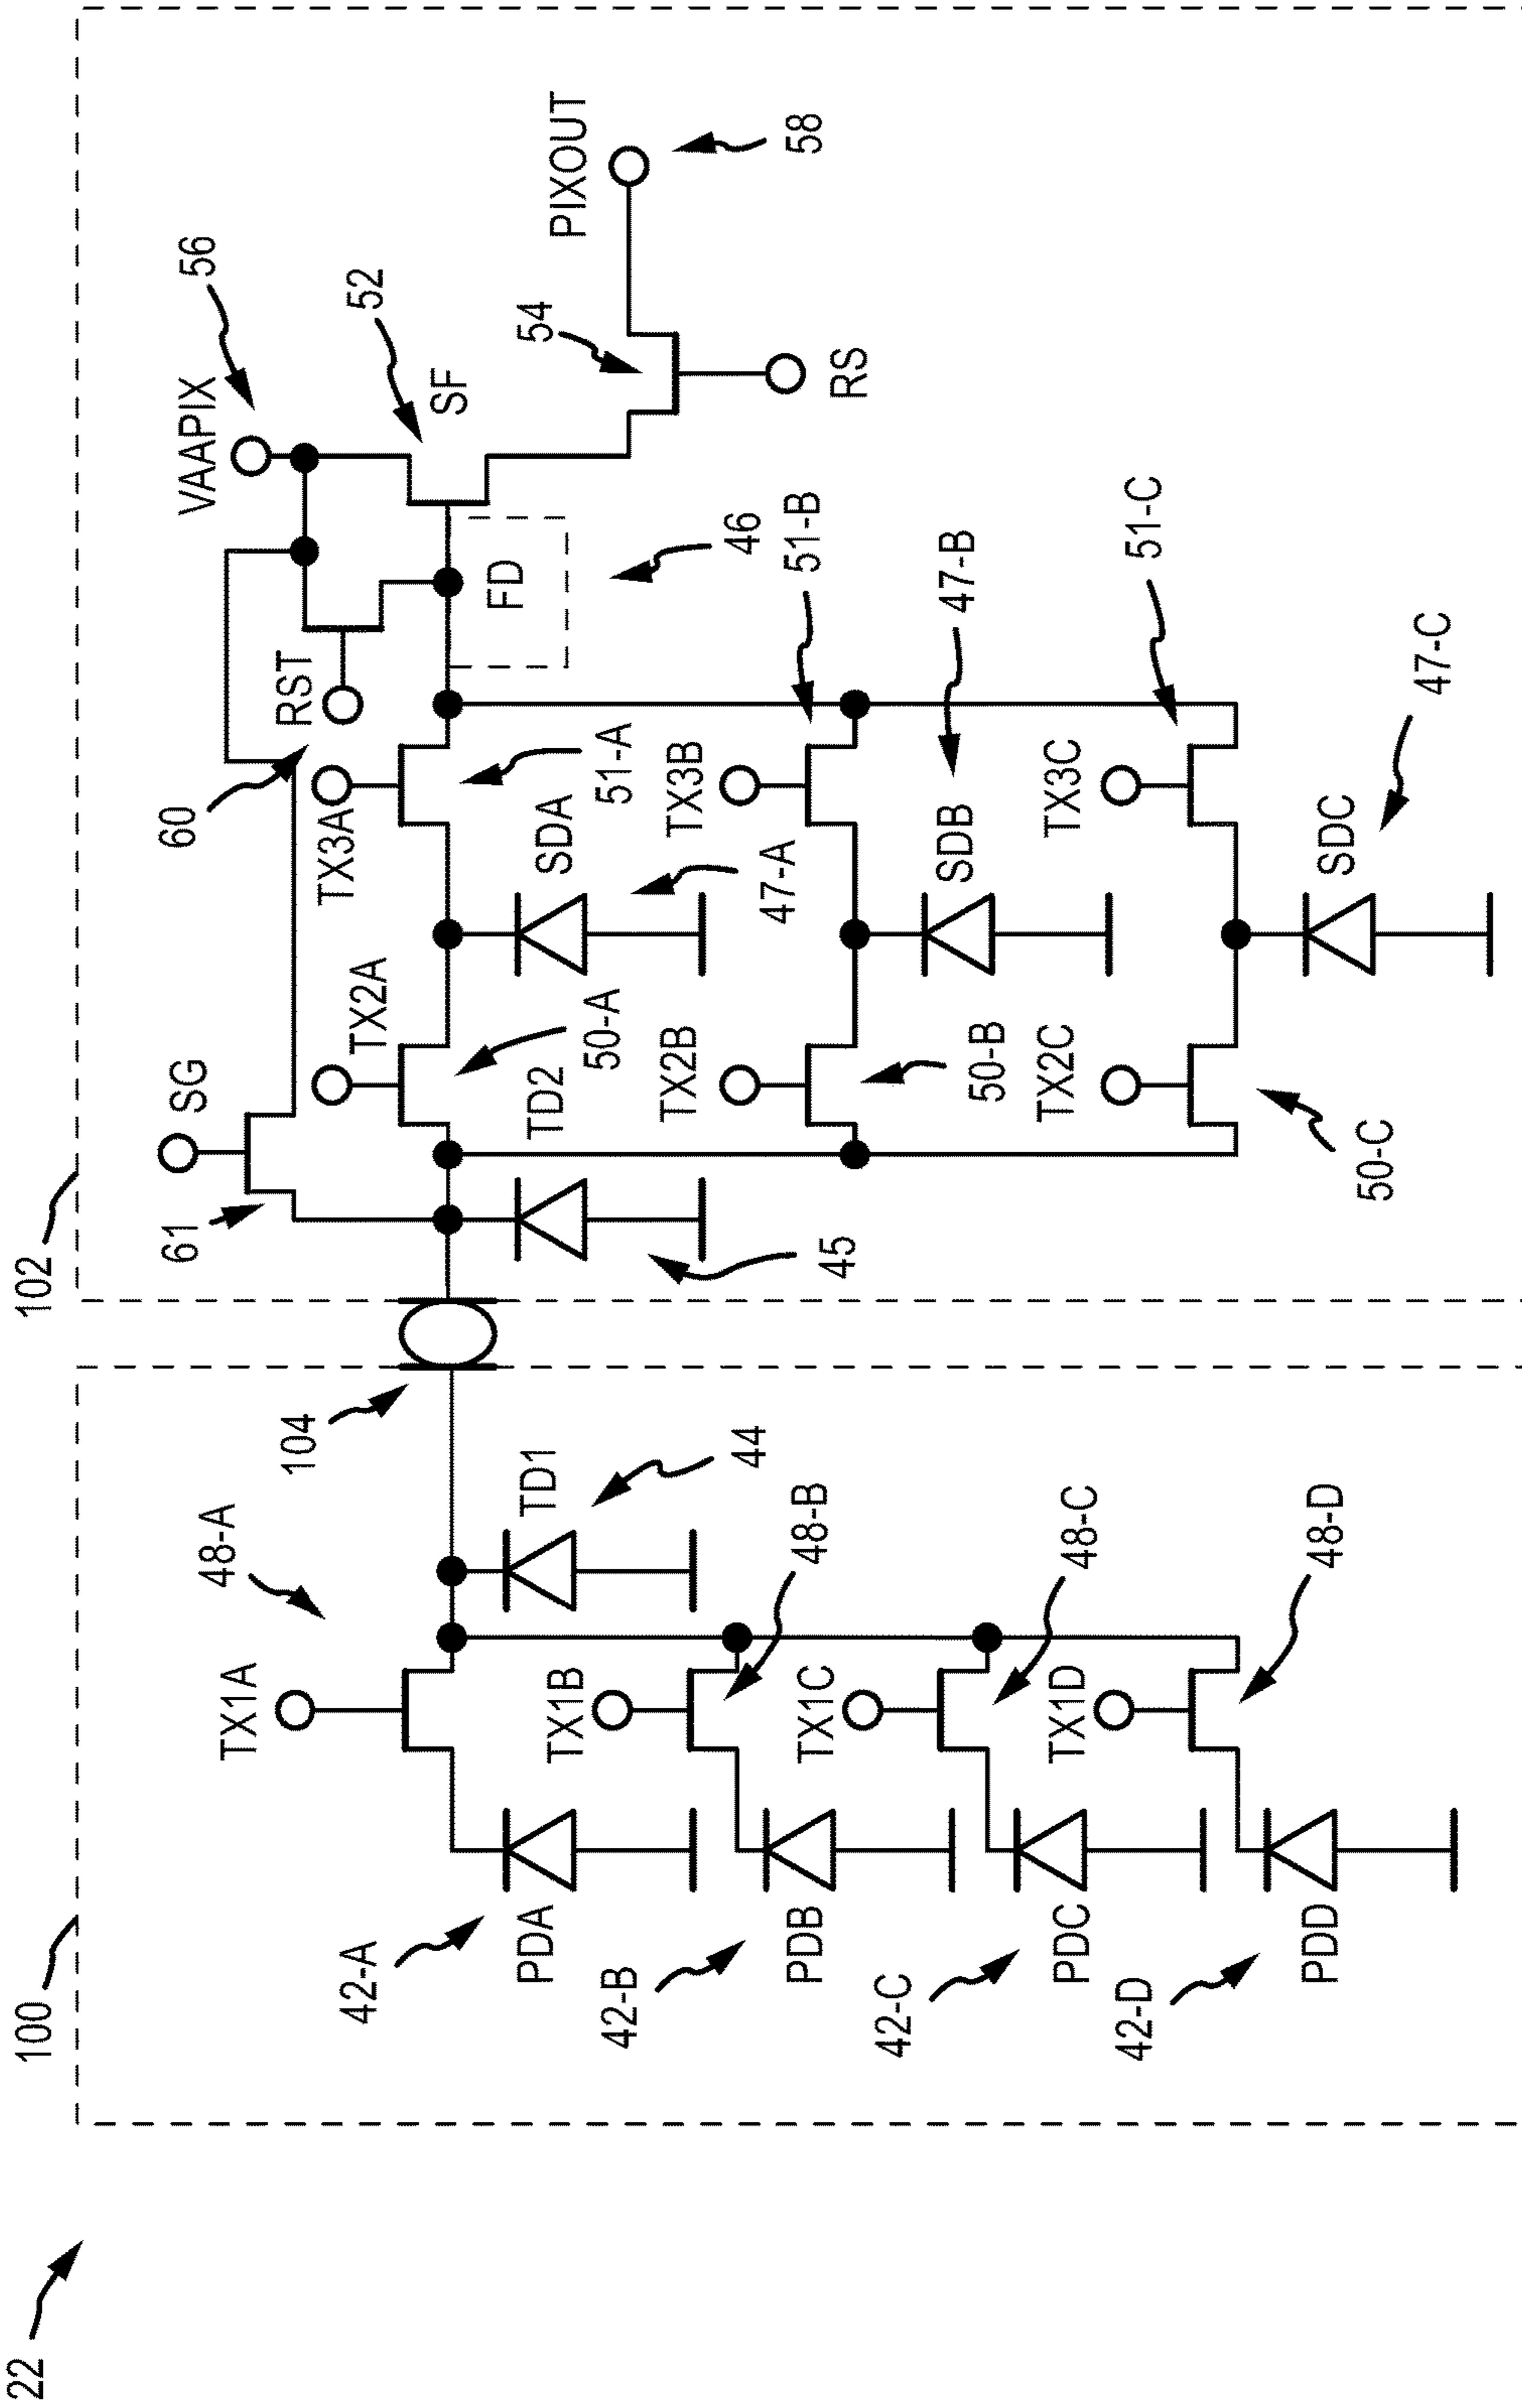 22
100
102
42-A
PDA
42-B
PDB
42-C
PDC
42-D
PDD
TX1A
48-A
TX1B
48-B
TX1C
48-C
TX1D
48-D
TD1
44
104
61
SG
45
TD2
TX2A
50-A
TX2B
50-B
TX2C
50-C
SDA
47-A
SDB
47-B
SDC
47-C
60
TX3A
51-A
TX3B
51-B
TX3C
51-C
RST
FD
46
VAAPIX
56
SF
52
54
RS
PIXOUT
58